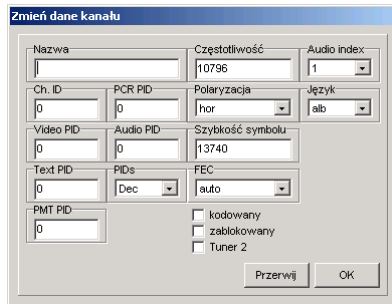 Zmień dane kanału
Nazwa
Częstotliwość
10796
Audio index
1
Ch. ID
0
PCR PID
0
Polaryzacja
hor
Język
alb
Video PID
0
Audio PID
0
Szybkość symbolu
13740
Text PID
0
PIDs
Dec
FEC
auto
PMT PID
0
kodowany
zablokowany
Tuner 2
Przerwij
OK